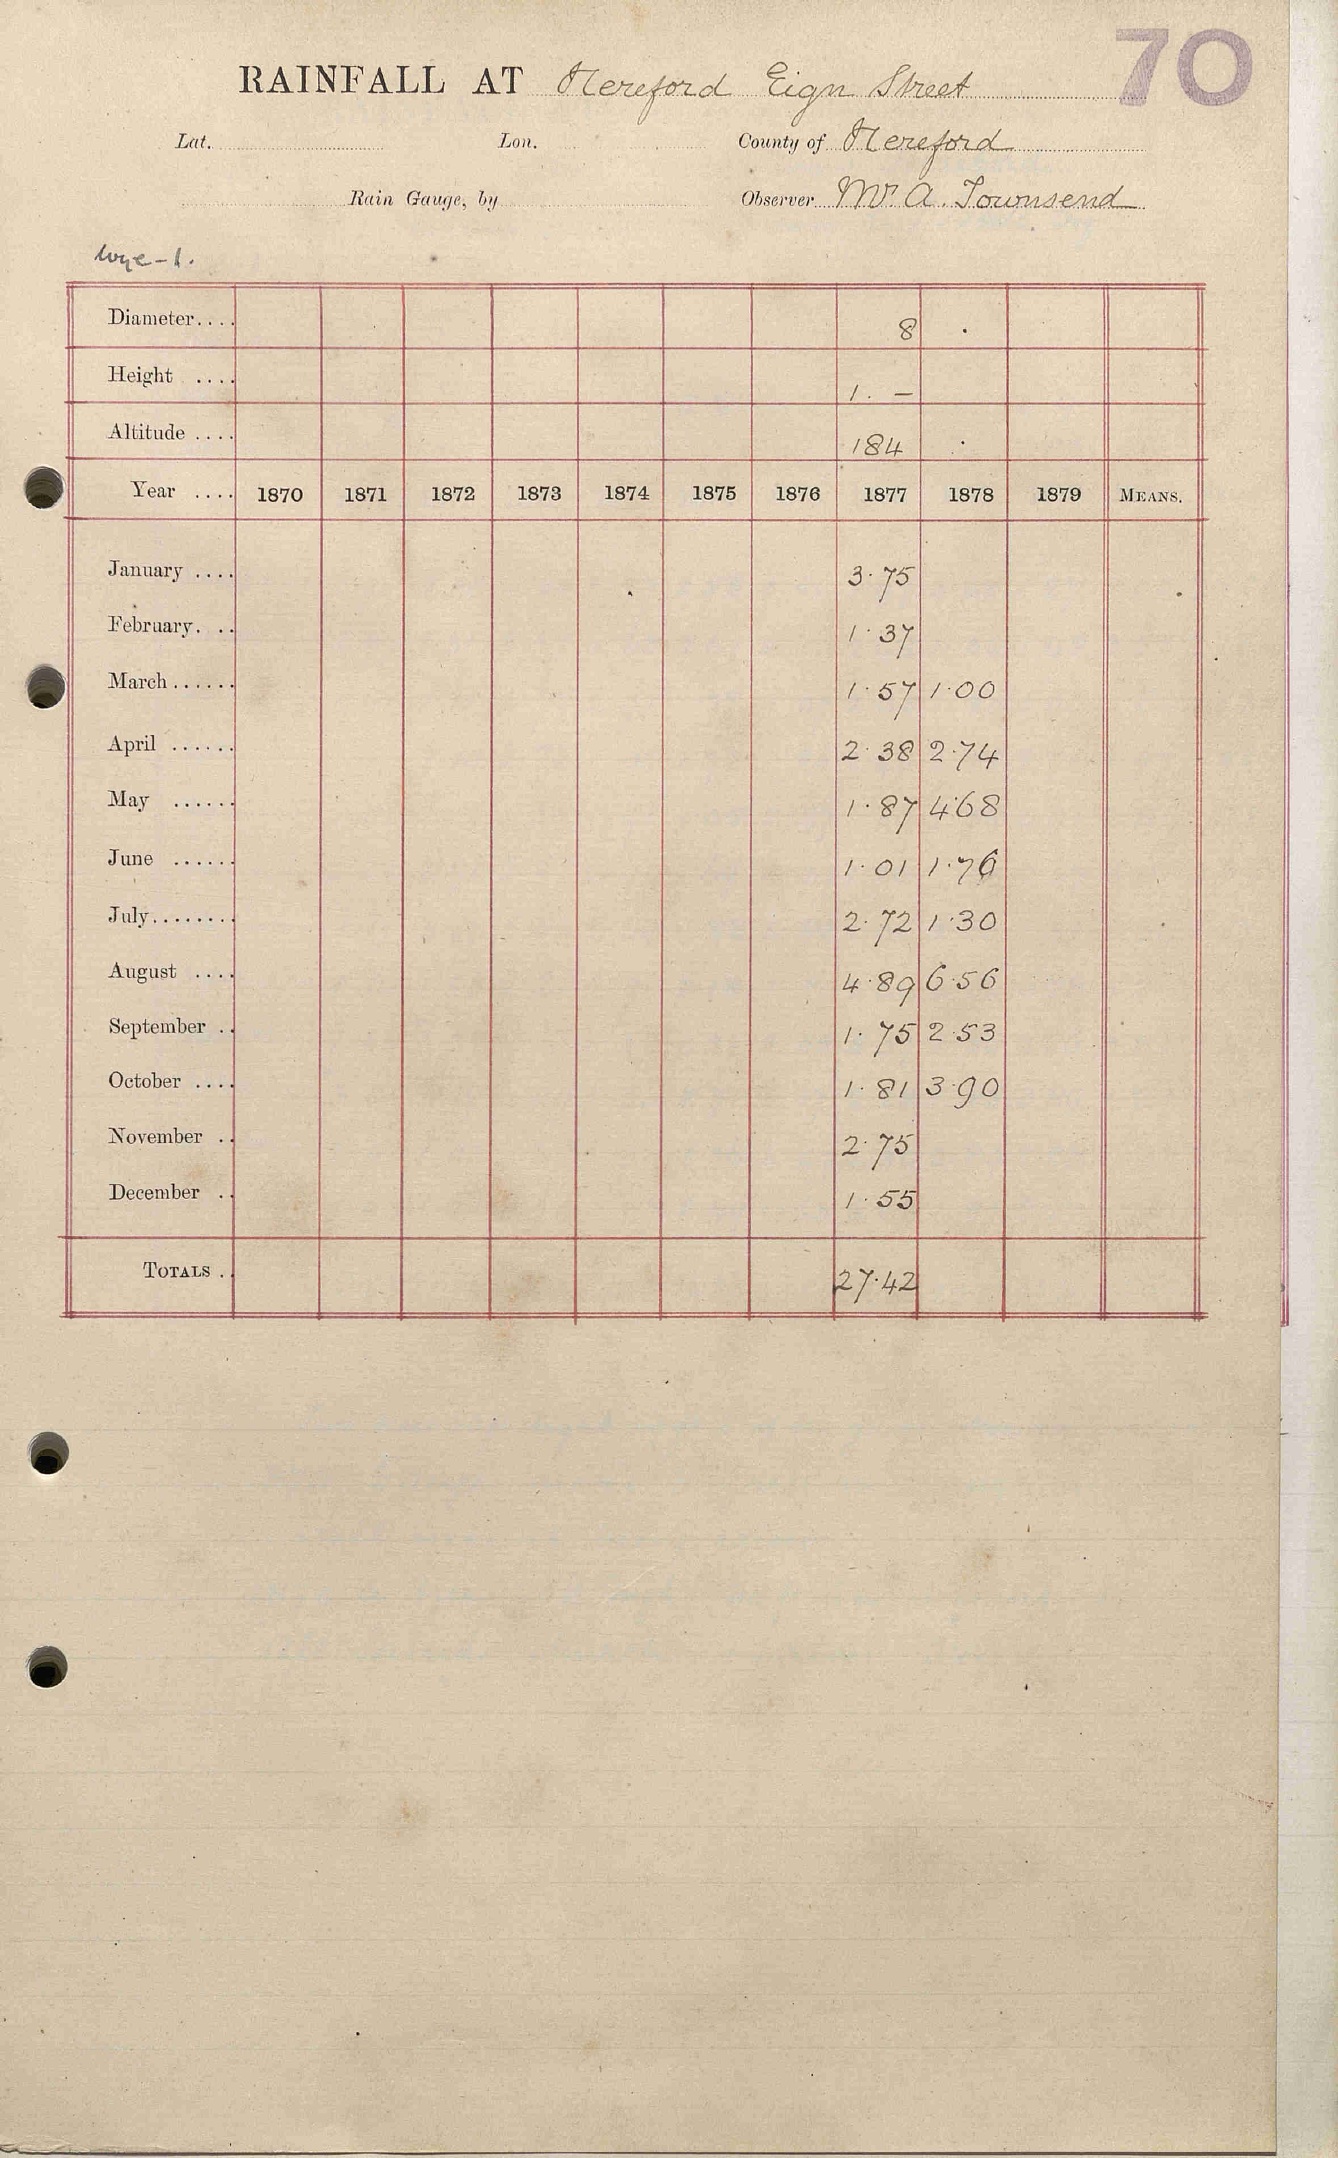 70
RAINFALL AT Hereford Eign Street
Lat. Lon. County of Hereford
Rain Gauge, by Observer Mr A. Townsend
Wye-1.
Diameter.... 8 .
Height .... 1. —
Altitude .... 184 .
Year .... 1870 1871 1872 1873 1874 1875 1876 1877 1878 1879 MEANS.
January .... 3.75
February... 1.37
March...... 1.57 1.00
April ...... 2.38 2.74
May ...... 1.87 4.68
June ...... 1.01 1.76
July........ 2.72 1.30
August .... 4.89 6.56
September .. 1.75 2.53
October .... 1.81 3.90
November .. 2.75
December .. 1.55
TOTALS .. 27.42